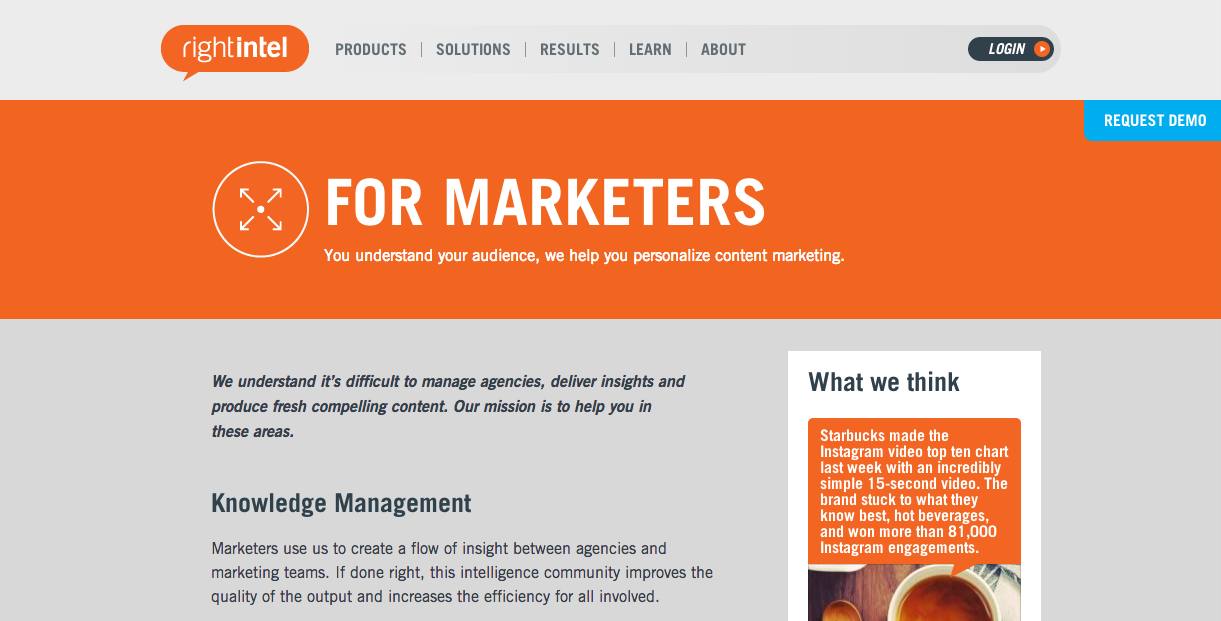 rightintel
PRODUCTS
SOLUTIONS
RESULTS
LEARN
ABOUT
LOGIN
REQUEST DEMO
FOR MARKETERS
You understand your audience, we help you personalize content marketing.
We understand it's difficult to manage agencies, deliver insights and
produce fresh compelling content. Our mission is to help you in
these areas.
Knowledge Management
Marketers use us to create a flow of insight between agencies and
marketing teams. If done right, this intelligence community improves the
quality of the output and increases the efficiency for all involved.
What we think
Starbucks made the
Instagram video top ten chart
last week with an incredibly
simple 15-second video. The
brand stuck to what they
know best, hot beverages,
and won more than 81,000
Instagram engagements.